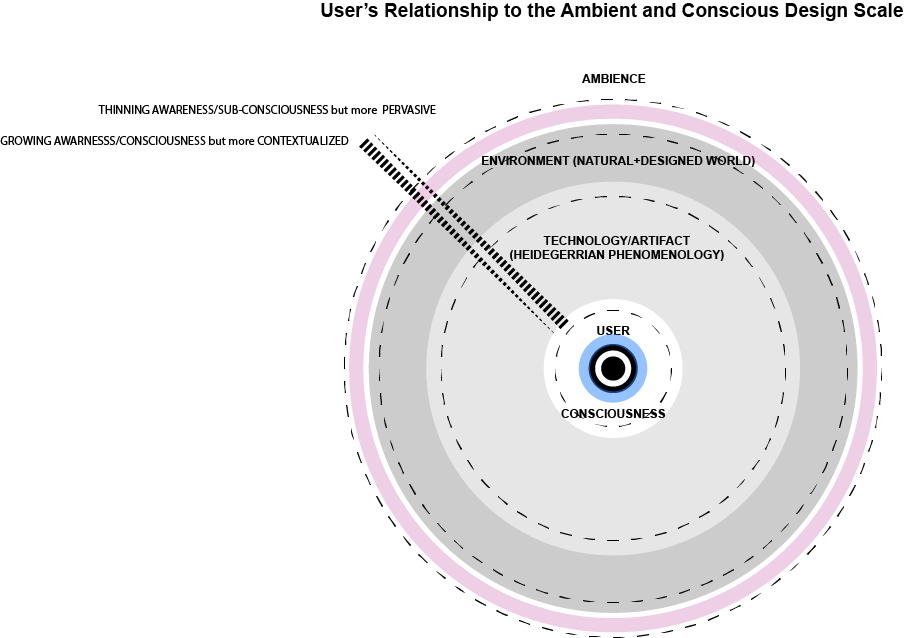 User’s Relationship to the Ambient and Conscious Design Scale
AMBIENCE
THINNING AWARENESS/SUB-CONSCIOUSNESS but more PERVASIVE
GROWING AWARNESSS/CONSCIOUSNESS but more CONTEXTUALIZED
ENVIRONMENT (NATURAL+DESIGNED WORLD)
TECHNOLOGY/ARTIFACT
(HEIDEGERRIAN PHENOMENOLOGY)
USER
CONSCIOUSNESS